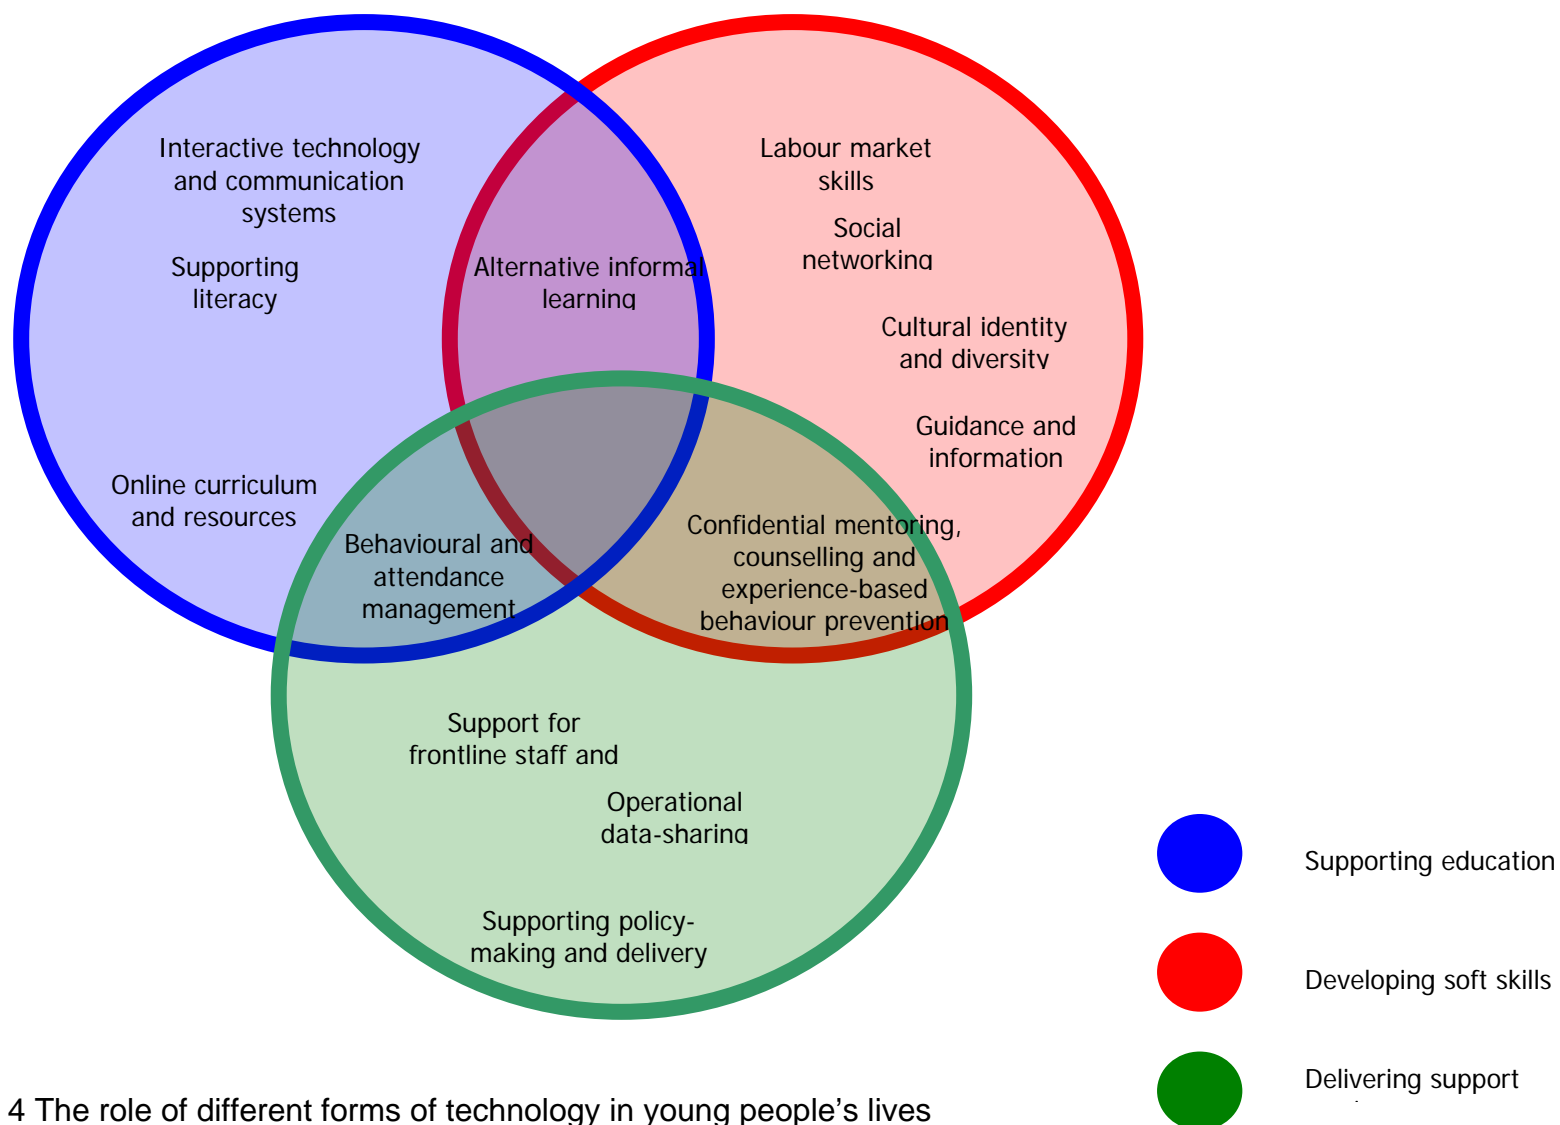 Interactive technology
and communication
systems
Supporting
literacy
Online curriculum
and resources
Alternative informal
learning
Labour market
skills
Social
networking
Cultural identity
and diversity
Guidance and
information
Behavioural and
attendance
management
Confidential mentoring,
counselling and
experience-based
behaviour prevention
Support for
frontline staff and
Operational
data-sharing
Supporting policy-
making and delivery
Supporting education
Developing soft skills
Delivering support
4 The role of different forms of technology in young people’s lives